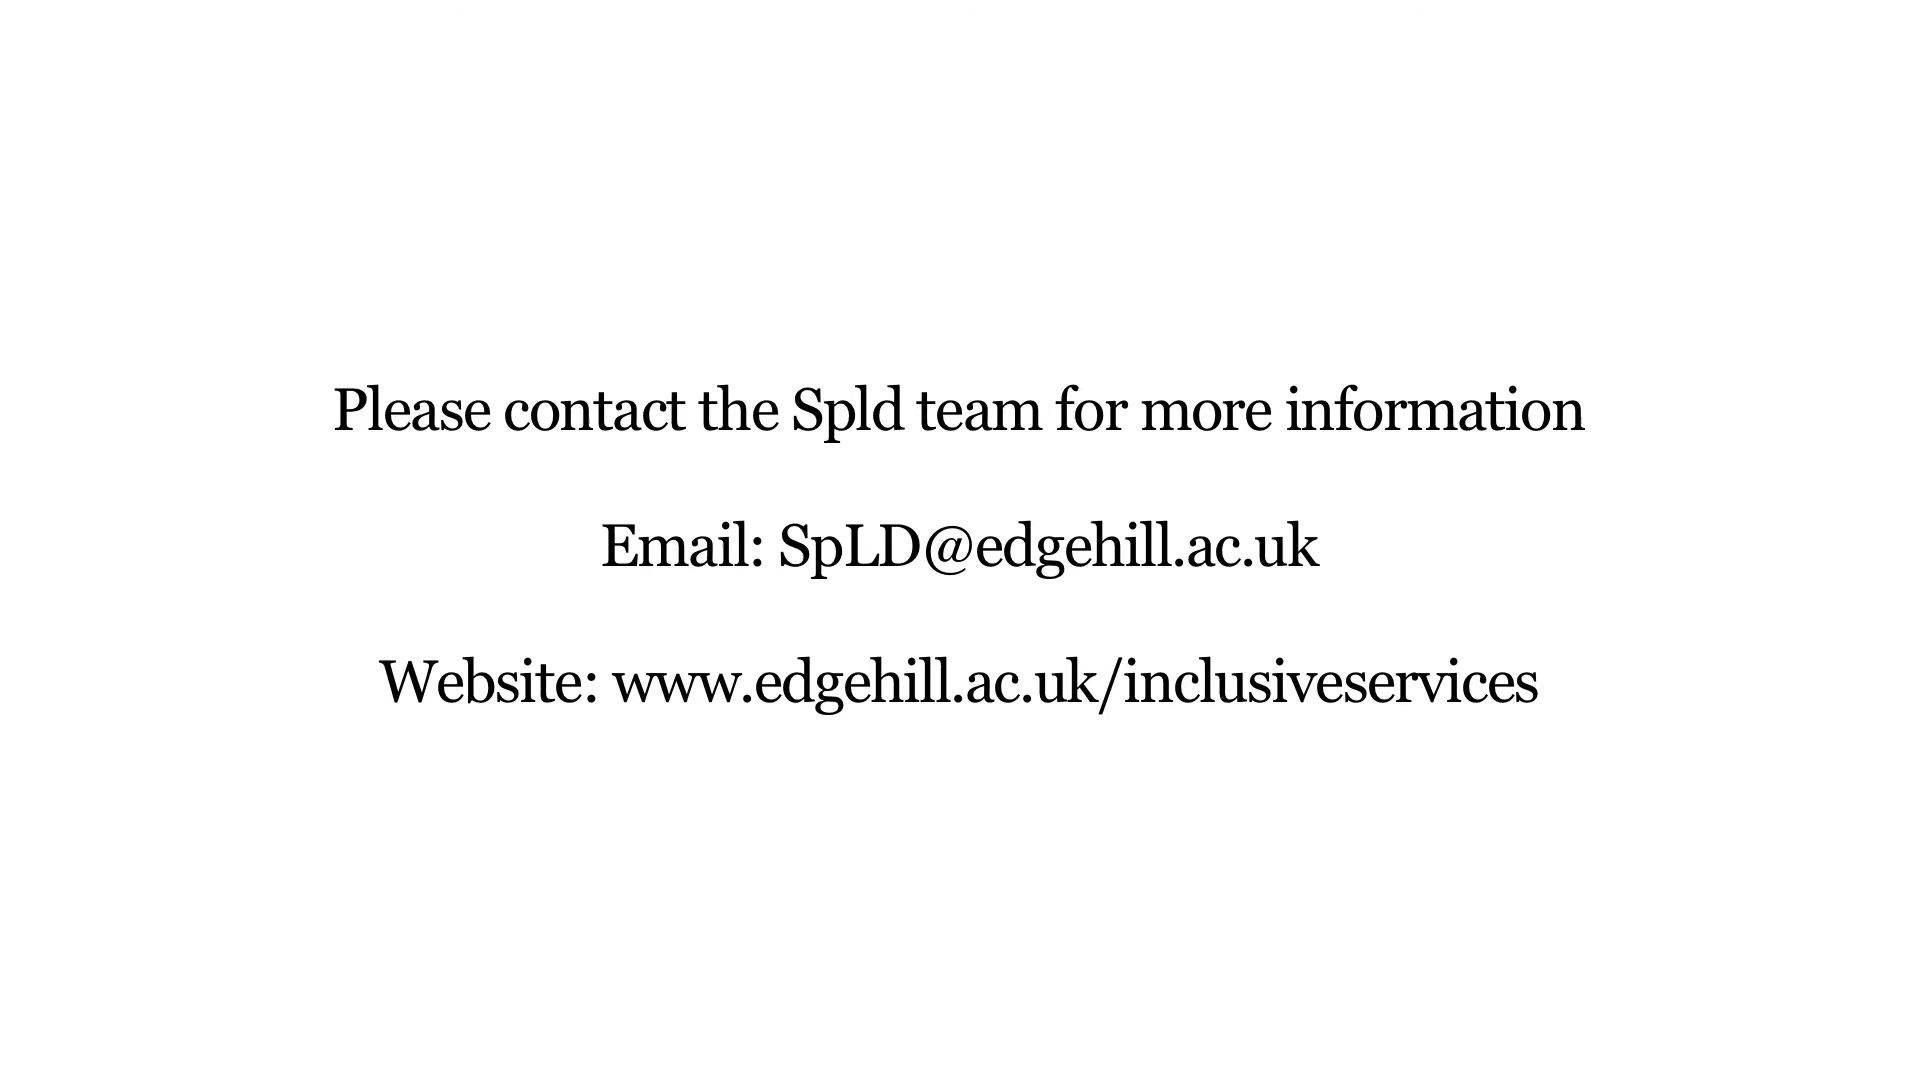 Please contact the Spld team for more information
Email: SpLD@edgehill.ac.uk
Website: www.edgehill.ac.uk/inclusiveservices